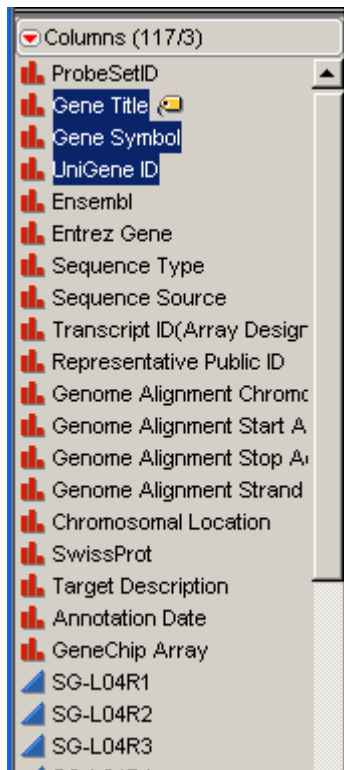 Columns (117/3)
ProbeSetID
Gene Title
Gene Symbol
UniGene ID
Ensembl
Entrez Gene
Sequence Type
Sequence Source
Transcript ID(Array Design
Representative Public ID
Genome Alignment Chromo
Genome Alignment Start A
Genome Alignment Stop A
Genome Alignment Strand
Chromosomal Location
SwissProt
Target Description
Annotation Date
GeneChip Array
SG-L04R1
SG-L04R2
SG-L04R3